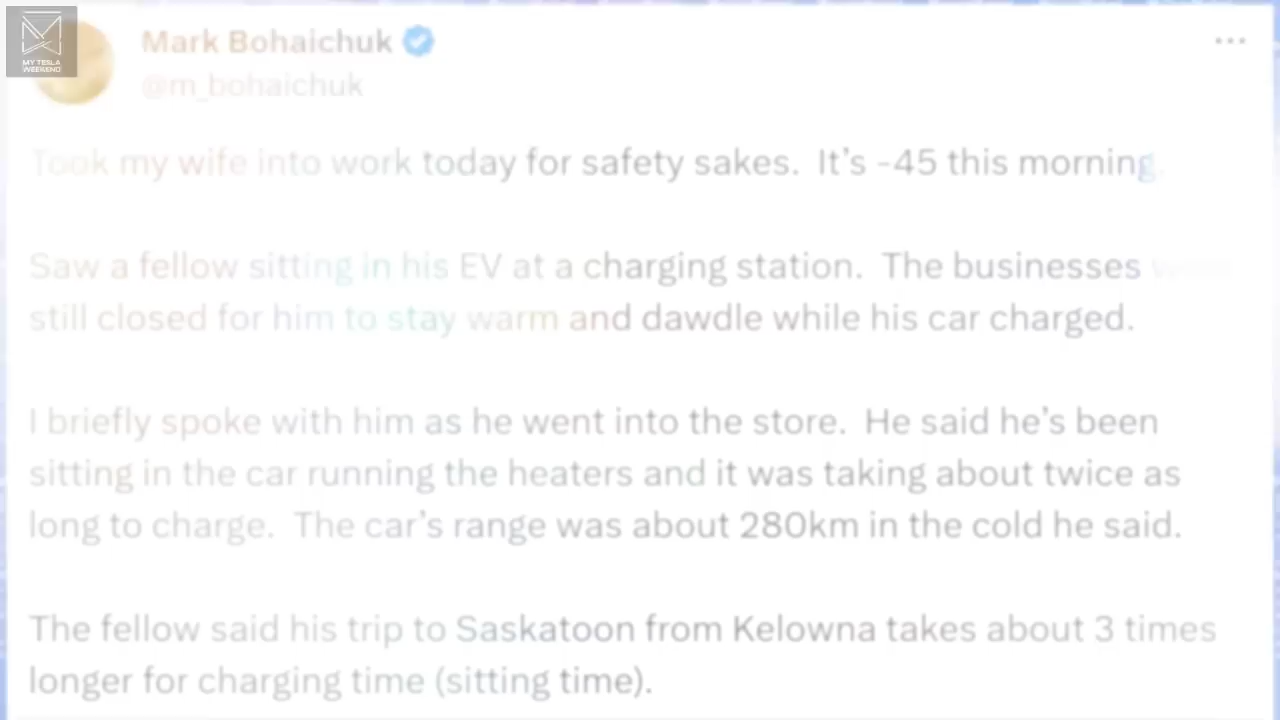 MY TESLA
WEEKEND
Mark Bohaichuk
@m_bohaichuk
Took my wife into work today for safety sakes.  It's -45 this morning.
Saw a fellow sitting in his EV at a charging station.  The businesses were
still closed for him to stay warm and dawdle while his car charged.
I briefly spoke with him as he went into the store.  He said he's been
sitting in the car running the heaters and it was taking about twice as
long to charge.  The car's range was about 280km in the cold he said.
The fellow said his trip to Saskatoon from Kelowna takes about 3 times
longer for charging time (sitting time).